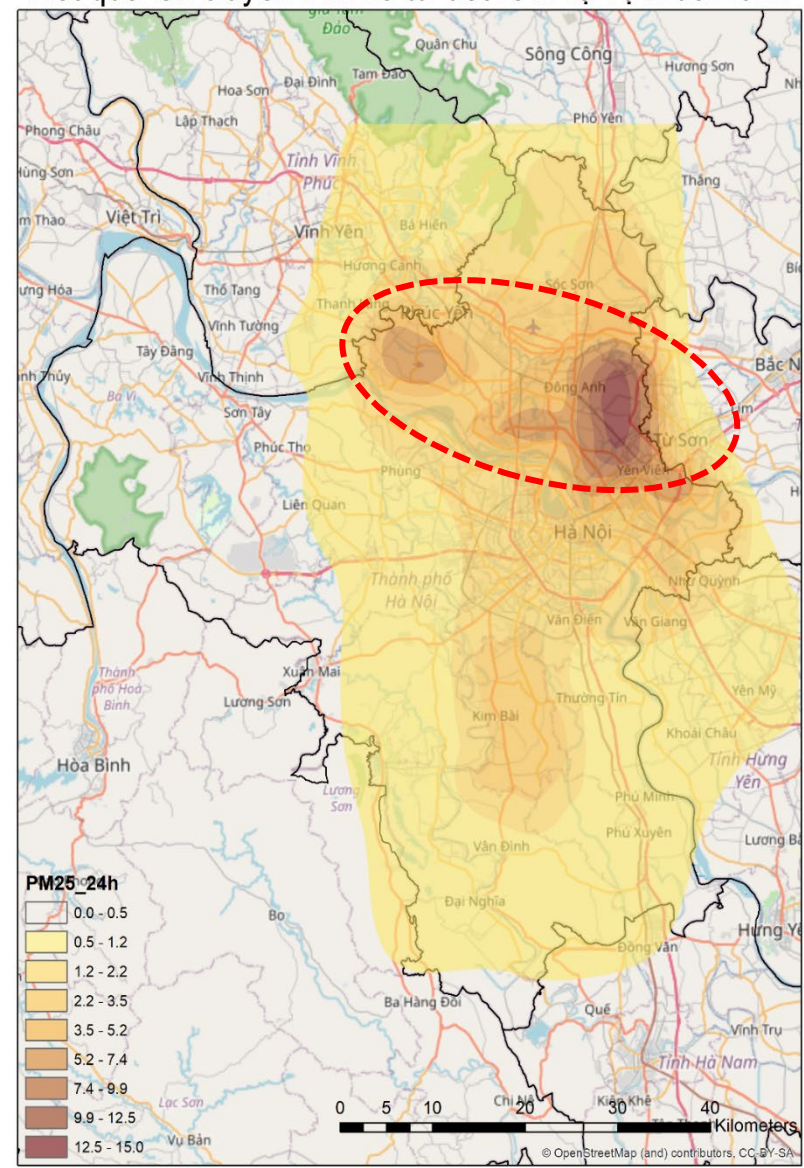 Đảo
Quân Chu
Sông Công
Hương Sơn
Đại Đình
Tam Đảo
Hoa Sơn
Phổ Yên
Lập Thạch
Phong Châu
Tỉnh Vĩnh
Phúc
Thắng
Hùng Sơn
m Thao
Việt Trì
Bá Hiến
Vĩnh Yên
Hương Canh
ưng Hóa
Thổ Tang
Sóc Sơn
Thanh Lãng
Phúc Yên
Vĩnh Tường
Tây Đằng
Bắc N
nh Thủy
Vĩnh Thịnh
Đông Anh
Ba Vì
Sơn Tây
Từ Sơn
Phúc Thọ
Phùng
Yên Viên
Liên Quan
Hà Nội
Thành phố
Hà Nội
Như Quỳnh
Văn Điển
Văn Giang
Xuân Mai
Thành
phố Hoà
Bình
Lương Sơn
Thường Tín
Yên Mỹ
Kim Bài
Khoái Châu
Hòa Bình
Tỉnh Hưng
Yên
Lương
Sơn
Phú Minh
Phú Xuyên
Vân Đình
Lương Bằ
PM25_24h
0.0 - 0.5
0.5 - 1.2
1.2 - 2.2
2.2 - 3.5
3.5 - 5.2
5.2 - 7.4
7.4 - 9.9
9.9 - 12.5
12.5 - 15.0
Đại Nghĩa
Bo
Hưng Yê
Đồng Văn
Ba Hàng Đồi
Quế
Vĩnh Trụ
Tỉnh Hà Nam
Lạc Sơn
Chi Nê
Kiện Khê
Vụ Bản
0 5 10 20 30 40
Kilometers
© OpenStreetMap (and) contributors, CC-BY-SA